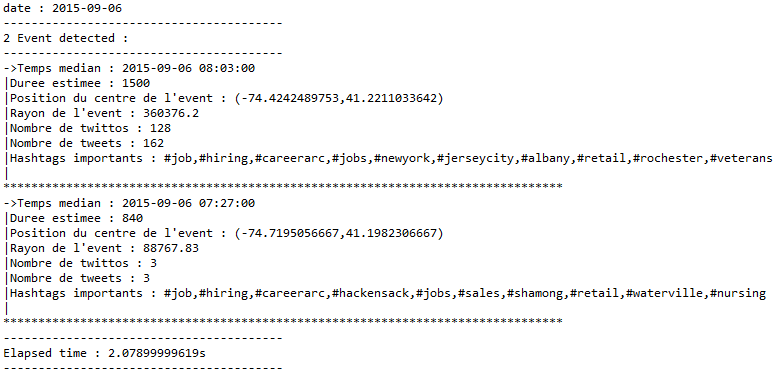 date : 2015-09-06
----------------------------------------
2 Event detected :
----------------------------------------
->Temps median : 2015-09-06 08:03:00
|Duree estimee : 1500
|Position du centre de l'event : (-74.4242489753,41.2211033642)
|Rayon de l'event : 360376.2
|Nombre de twittos : 128
|Nombre de tweets : 162
|Hashtags importants : #job,#hiring,#careerarc,#jobs,#newyork,#jerseycity,#albany,#retail,#rochester,#veterans
|
********************************************************************************
->Temps median : 2015-09-06 07:27:00
|Duree estimee : 840
|Position du centre de l'event : (-74.7195056667,41.1982306667)
|Rayon de l'event : 88767.83
|Nombre de twittos : 3
|Nombre de tweets : 3
|Hashtags importants : #job,#hiring,#careerarc,#hackensack,#jobs,#sales,#shamong,#retail,#waterville,#nursing
|
********************************************************************************
----------------------------------------
Elapsed time : 2.07899999619s
----------------------------------------